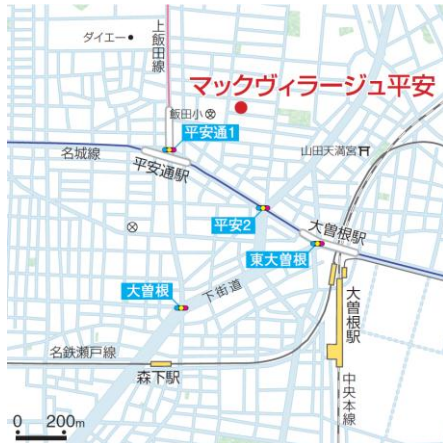 ダイエー
上飯田線
マックヴィラージュ平安
飯田小
平安通1
名城線
平安通駅
山田天満宮
平安2
大曽根駅
東大曽根
大曽根
下街道
大曽根駅
名鉄瀬戸線
森下駅
中央本線
0 200m